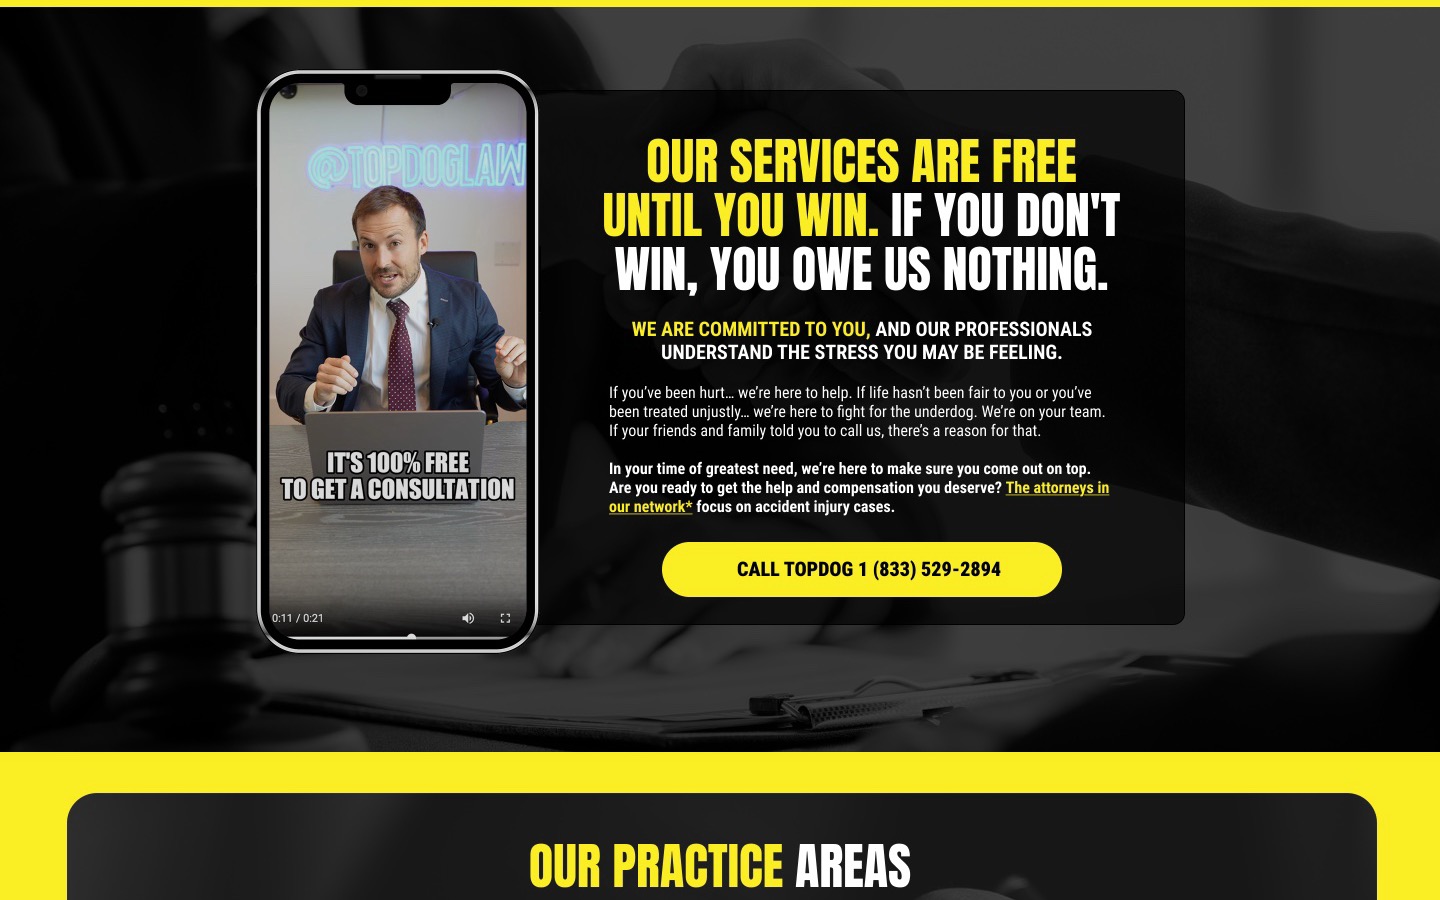 @TOPDOGLAW
IT'S 100% FREE
TO GET A CONSULTATION
0:11 / 0:21
OUR SERVICES ARE FREE
UNTIL YOU WIN. IF YOU DON'T
WIN, YOU OWE US NOTHING.
WE ARE COMMITTED TO YOU, AND OUR PROFESSIONALS
UNDERSTAND THE STRESS YOU MAY BE FEELING.
If you’ve been hurt… we’re here to help. If life hasn’t been fair to you or you’ve
been treated unjustly… we’re here to fight for the underdog. We’re on your team.
If your friends and family told you to call us, there’s a reason for that.
In your time of greatest need, we’re here to make sure you come out on top.
Are you ready to get the help and compensation you deserve? The attorneys in
our network* focus on accident injury cases.
CALL TOPDOG 1 (833) 529-2894
OUR PRACTICE AREAS